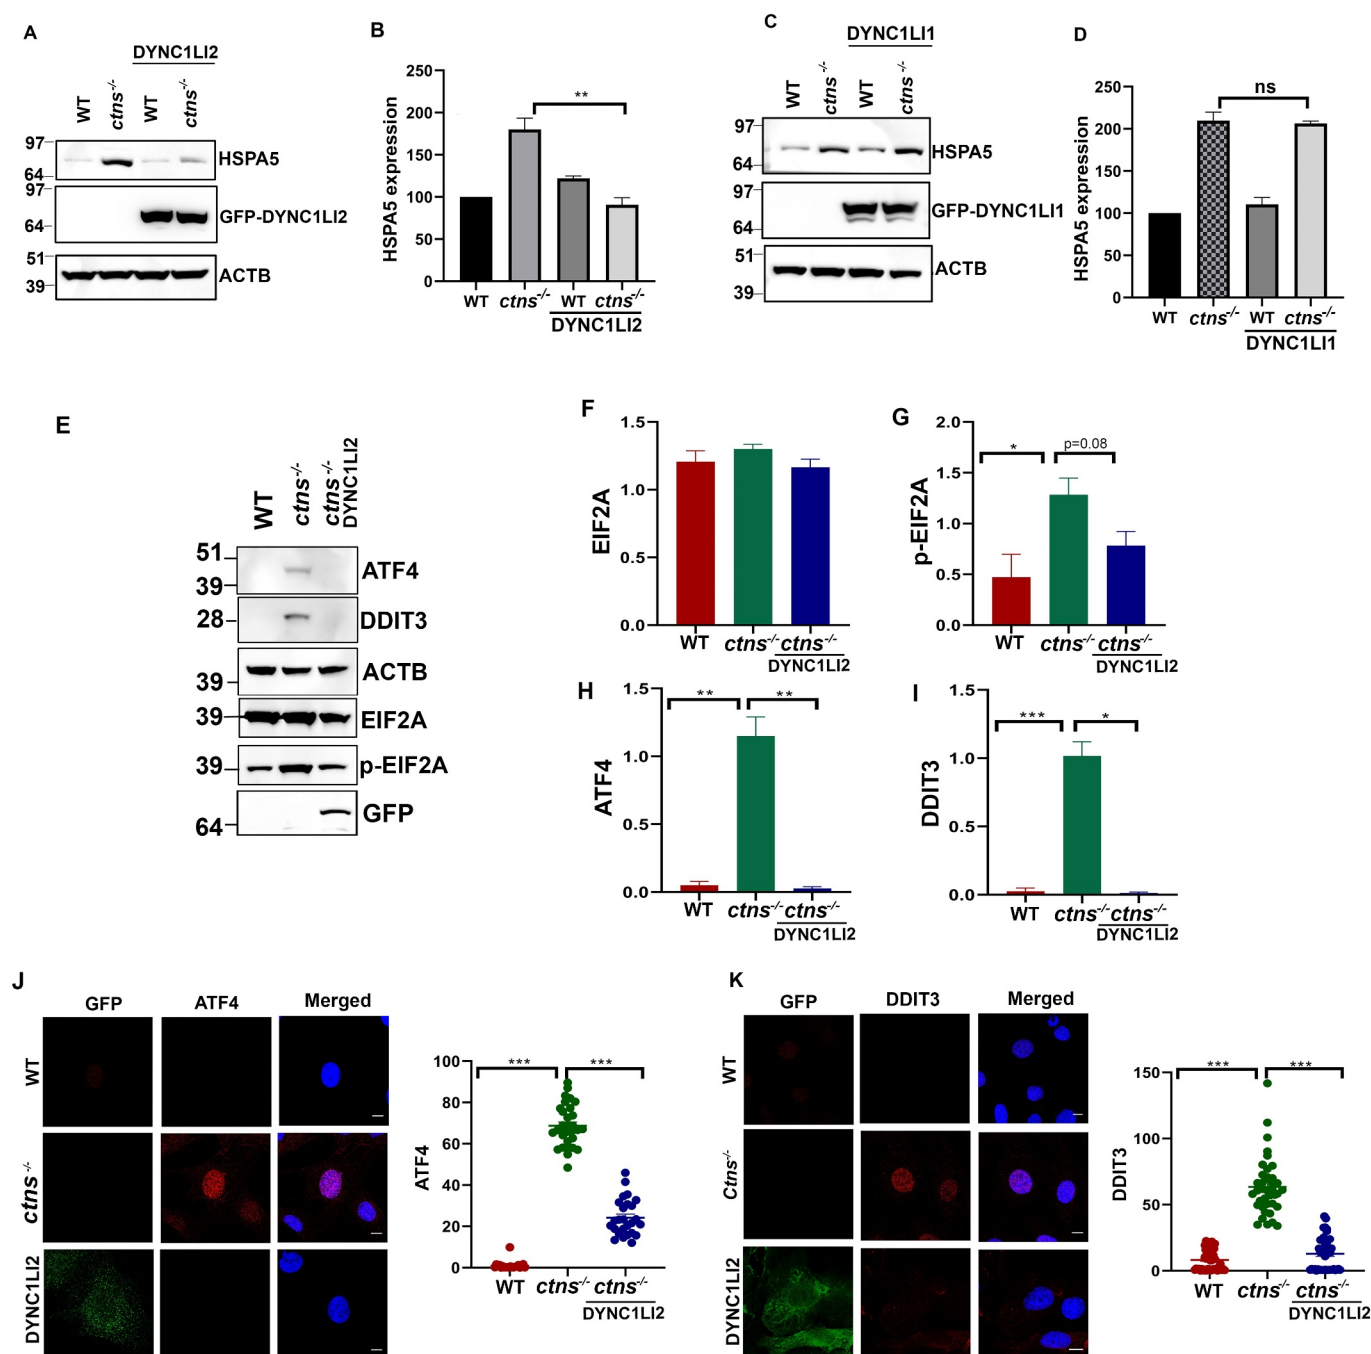 A
DYNC1LI2
WT
ctns-/-
WT
ctns-/-
97
64
HSPA5
97
64
GFP-DYNC1LI2
51
39
ACTB
B
HSPA5 expression
250
200
150
100
50
0
**
WT
ctns-/-
WT
ctns-/-
DYNC1LI2
C
DYNC1LI1
WT
ctns-/-
WT
ctns-/-
97
64
HSPA5
97
64
GFP-DYNC1LI1
51
39
ACTB
D
HSPA5 expression
250
200
150
100
50
0
ns
WT
ctns-/-
WT
ctns-/-
DYNC1LI1
E
WT
ctns-/-
ctns-/-
DYNC1LI2
51
39
ATF4
28
DDIT3
39
ACTB
39
EIF2A
39
p-EIF2A
64
GFP
F
EIF2A
1.5
1.0
0.5
0.0
WT
ctns-/-
ctns-/-
DYNC1LI2
G
p-EIF2A
2.0
1.5
1.0
0.5
0.0
*
p=0.08
WT
ctns-/-
ctns-/-
DYNC1LI2
H
ATF4
1.5
1.0
0.5
0.0
**
**
WT
ctns-/-
ctns-/-
DYNC1LI2
I
DDIT3
1.5
1.0
0.5
0.0
***
*
WT
ctns-/-
ctns-/-
DYNC1LI2
J
GFP
ATF4
Merged
WT
ctns-/-
DYNC1LI2
ATF4
100
80
60
40
20
0
***
***
WT
ctns-/-
ctns-/-
DYNC1LI2
K
GFP
DDIT3
Merged
WT
Ctns-/-
DYNC1LI2
DDIT3
150
100
50
0
***
***
WT
ctns-/-
ctns-/-
DYNC1LI2